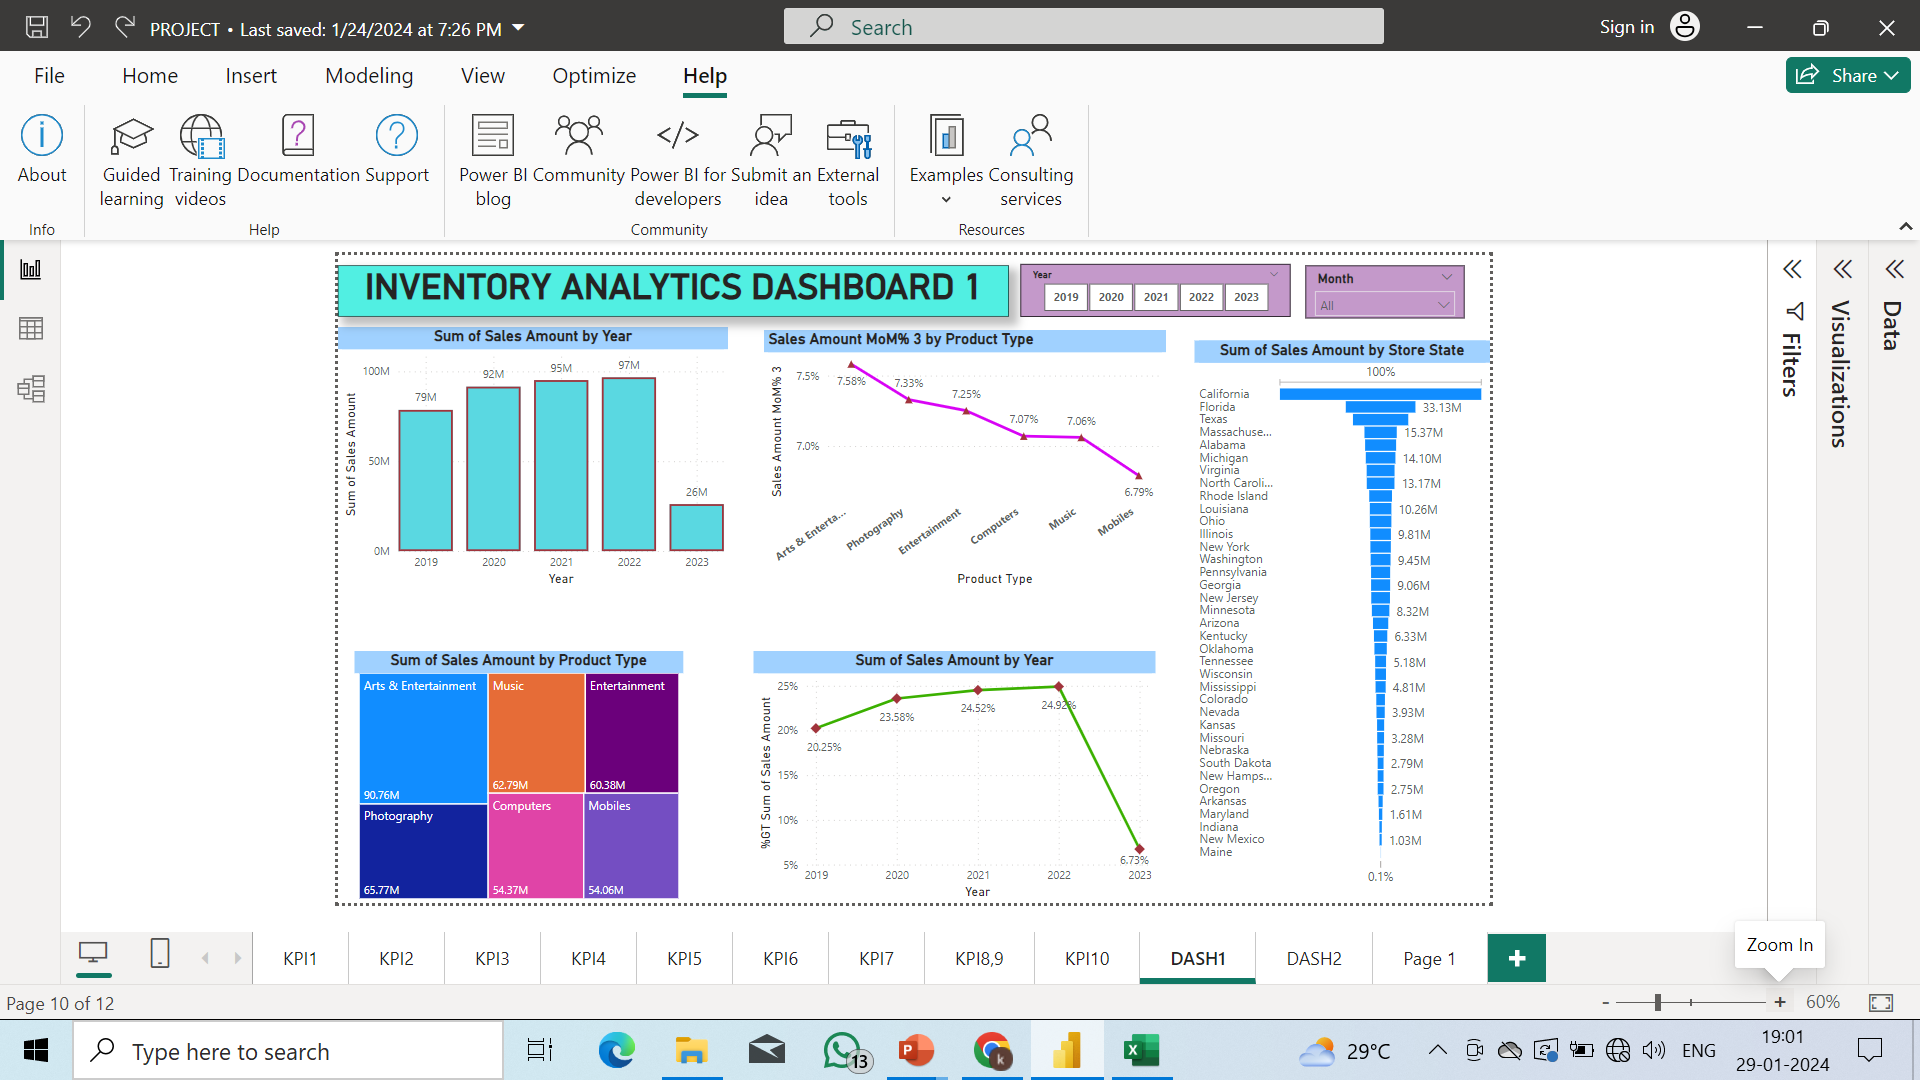 PROJECT • Last saved: 1/24/2024 at 7:26 PM
Search
Sign in
File
Home
Insert
Modeling
View
Optimize
Help
Share
About
Guided learning
Training videos
Documentation
Support
Power BI blog
Community
Power BI for developers
Submit an idea
External tools
Examples
Consulting services
Info
Help
Community
Resources
INVENTORY ANALYTICS DASHBOARD 1
Year
2019
2020
2021
2022
2023
Month
All
Sum of Sales Amount by Year
Sum of Sales Amount
100M
50M
0M
79M
92M
95M
97M
26M
2019
2020
2021
2022
2023
Year
Sales Amount MoM% 3 by Product Type
Sales Amount MoM% 3
7.5%
7.0%
7.58%
7.33%
7.25%
7.07%
7.06%
6.79%
Arts & Enterta...
Photography
Entertainment
Computers
Music
Mobiles
Product Type
Sum of Sales Amount by Store State
100%
California
Florida
33.13M
Texas
Massachuse...
15.37M
Alabama
Michigan
14.10M
Virginia
North Caroli...
13.17M
Rhode Island
Louisiana
10.26M
Ohio
Illinois
9.81M
New York
Washington
9.45M
Pennsylvania
Georgia
9.06M
New Jersey
Minnesota
8.32M
Arizona
Kentucky
6.33M
Oklahoma
Tennessee
5.18M
Wisconsin
Mississippi
4.81M
Colorado
Nevada
3.93M
Kansas
Missouri
3.28M
Nebraska
South Dakota
2.79M
New Hamps...
Oregon
2.75M
Arkansas
Maryland
1.61M
Indiana
New Mexico
1.03M
Maine
0.1%
Sum of Sales Amount by Product Type
Arts & Entertainment
90.76M
Music
62.79M
Entertainment
60.38M
Photography
65.77M
Computers
54.37M
Mobiles
54.06M
Sum of Sales Amount by Year
%GT Sum of Sales Amount
25%
20%
15%
10%
5%
20.25%
23.58%
24.52%
24.92%
6.73%
2019
2020
2021
2022
2023
Year
Filters
Visualizations
Data
KPI1
KPI2
KPI3
KPI4
KPI5
KPI6
KPI7
KPI8,9
KPI10
DASH1
DASH2
Page 1
+
Zoom In
Page 10 of 12
-
+
60%
Type here to search
13
29°C
ENG
19:01
29-01-2024